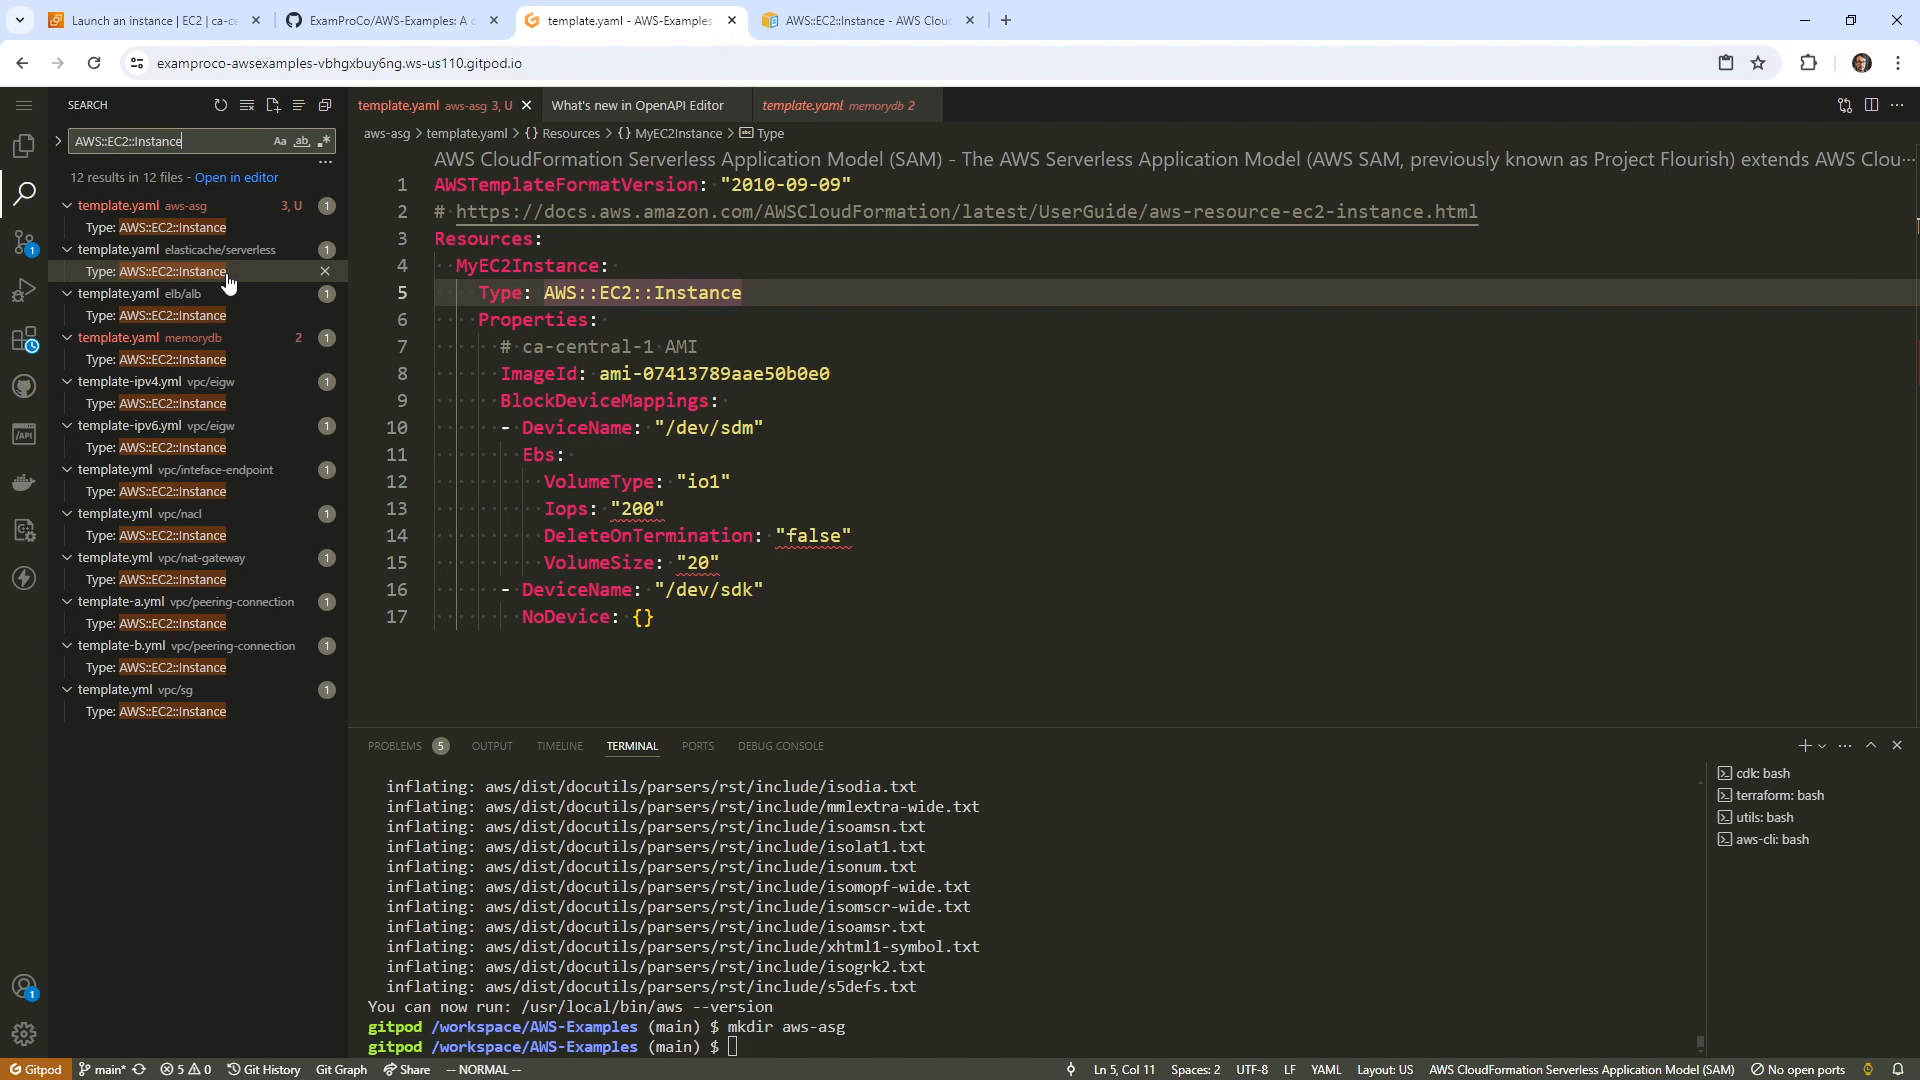 Launch an instance | EC2 | ca-ce
ExamProCo/AWS-Examples: A c
template.yaml - AWS-Examples
AWS::EC2::Instance - AWS Clou
examproco-awsexamples-vbhgxbuy6ng.ws-us110.gitpod.io
SEARCH
AWS::EC2::Instance
Aa ab
12 results in 12 files - Open in editor
template.yaml aws-asg 3, U 1
Type: AWS::EC2::Instance
template.yaml elasticache/serverless 1
Type: AWS::EC2::Instance
template.yaml elb/alb 1
Type: AWS::EC2::Instance
template.yaml memorydb 2 1
Type: AWS::EC2::Instance
template-ipv4.yml vpc/eigw 1
Type: AWS::EC2::Instance
template-ipv6.yml vpc/eigw 1
Type: AWS::EC2::Instance
template.yml vpc/inteface-endpoint 1
Type: AWS::EC2::Instance
template.yml vpc/nacl 1
Type: AWS::EC2::Instance
template.yml vpc/nat-gateway 1
Type: AWS::EC2::Instance
template-a.yml vpc/peering-connection 1
Type: AWS::EC2::Instance
template-b.yml vpc/peering-connection 1
Type: AWS::EC2::Instance
template.yml vpc/sg 1
Type: AWS::EC2::Instance
template.yaml aws-asg 3, U
What's new in OpenAPI Editor
template.yaml memorydb 2
aws-asg > template.yaml > {} Resources > {} MyEC2Instance > Type
AWS CloudFormation Serverless Application Model (SAM) - The AWS Serverless Application Model (AWS SAM, previously known as Project Flourish) extends AWS Clou···
1 AWSTemplateFormatVersion: "2010-09-09"
2 # https://docs.aws.amazon.com/AWSCloudFormation/latest/UserGuide/aws-resource-ec2-instance.html
3 Resources:
4 MyEC2Instance:
5 Type: AWS::EC2::Instance
6 Properties:
7 # ca-central-1 AMI
8 ImageId: ami-07413789aae50b0e0
9 BlockDeviceMappings:
10 - DeviceName: "/dev/sdm"
11 Ebs:
12 VolumeType: "io1"
13 Iops: "200"
14 DeleteOnTermination: "false"
15 VolumeSize: "20"
16 - DeviceName: "/dev/sdk"
17 NoDevice: {}
PROBLEMS 5 OUTPUT TIMELINE TERMINAL PORTS DEBUG CONSOLE
inflating: aws/dist/docutils/parsers/rst/include/isodia.txt
inflating: aws/dist/docutils/parsers/rst/include/mmlextra-wide.txt
inflating: aws/dist/docutils/parsers/rst/include/isoamsn.txt
inflating: aws/dist/docutils/parsers/rst/include/isolat1.txt
inflating: aws/dist/docutils/parsers/rst/include/isonum.txt
inflating: aws/dist/docutils/parsers/rst/include/isomopf-wide.txt
inflating: aws/dist/docutils/parsers/rst/include/isomscr-wide.txt
inflating: aws/dist/docutils/parsers/rst/include/isoamsr.txt
inflating: aws/dist/docutils/parsers/rst/include/xhtml1-symbol.txt
inflating: aws/dist/docutils/parsers/rst/include/isogrk2.txt
inflating: aws/dist/docutils/parsers/rst/include/s5defs.txt
You can now run: /usr/local/bin/aws --version
gitpod /workspace/AWS-Examples (main) $ mkdir aws-asg
gitpod /workspace/AWS-Examples (main) $
cdk: bash
terraform: bash
utils: bash
aws-cli: bash
1
/API
1
Gitpod main* 5 0 Git History Git Graph Share -- NORMAL -- Ln 5, Col 11 Spaces: 2 UTF-8 LF YAML Layout: US AWS CloudFormation Serverless Application Model (SAM) No open ports